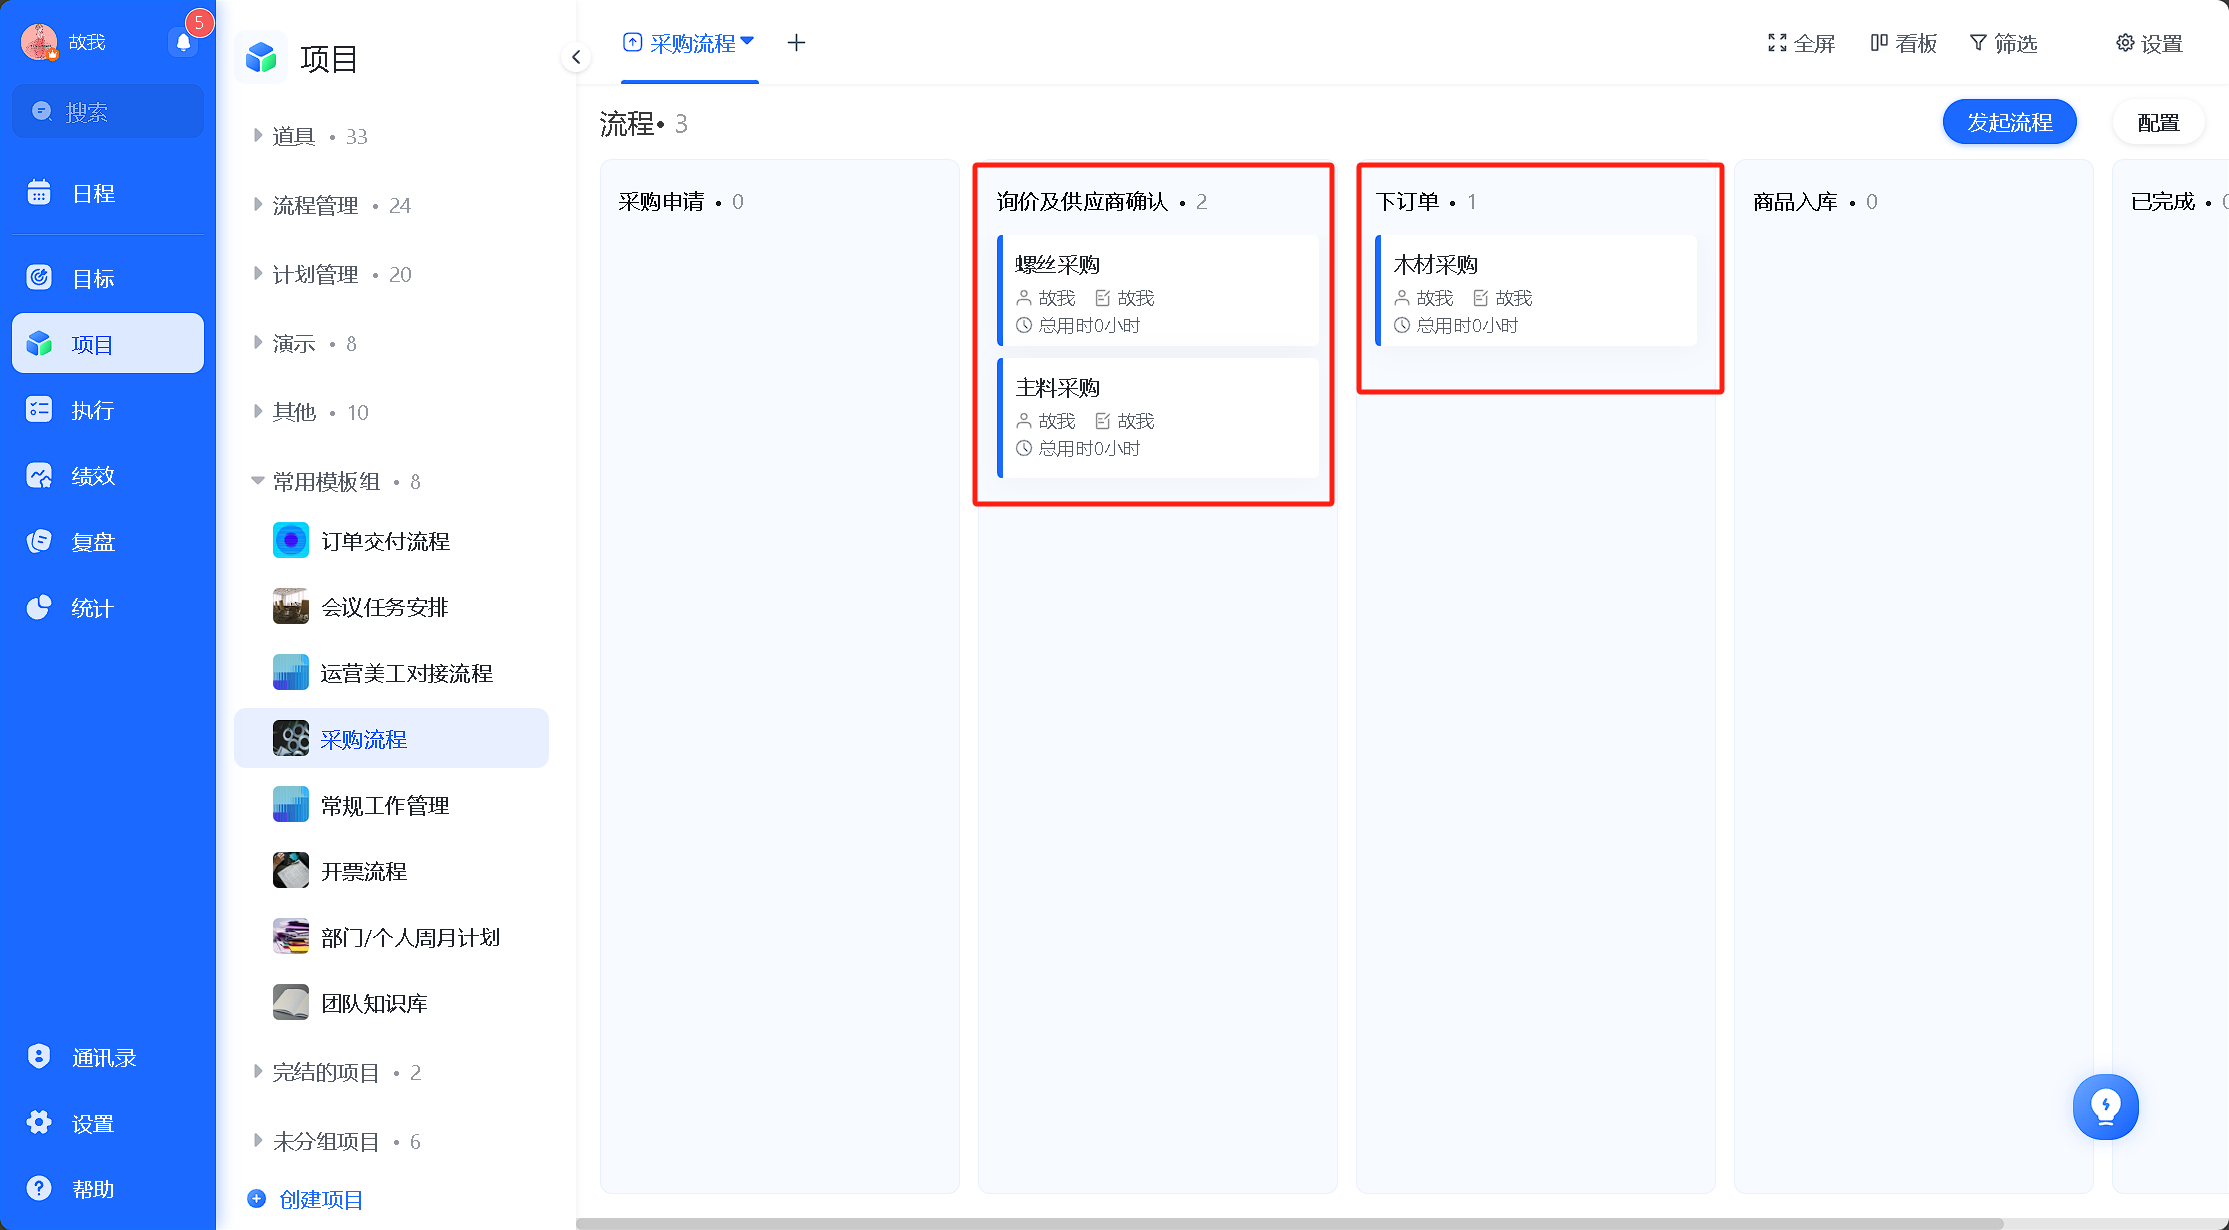 故我
5
搜索
日程
目标
项目
执行
绩效
复盘
统计
通讯录
设置
帮助
项目
道具 • 33
流程管理 • 24
计划管理 • 20
演示 • 8
其他 • 10
常用模板组 • 8
订单交付流程
会议任务安排
运营美工对接流程
采购流程
常规工作管理
开票流程
部门/个人周月计划
团队知识库
完结的项目 • 2
未分组项目 • 6
创建项目
采购流程
全屏
看板
筛选
设置
流程• 3
发起流程
配置
采购申请 • 0
询价及供应商确认 • 2
螺丝采购
故我 故我
总用时0小时
主料采购
故我 故我
总用时0小时
下订单 • 1
木材采购
故我 故我
总用时0小时
商品入库 • 0
已完成 •